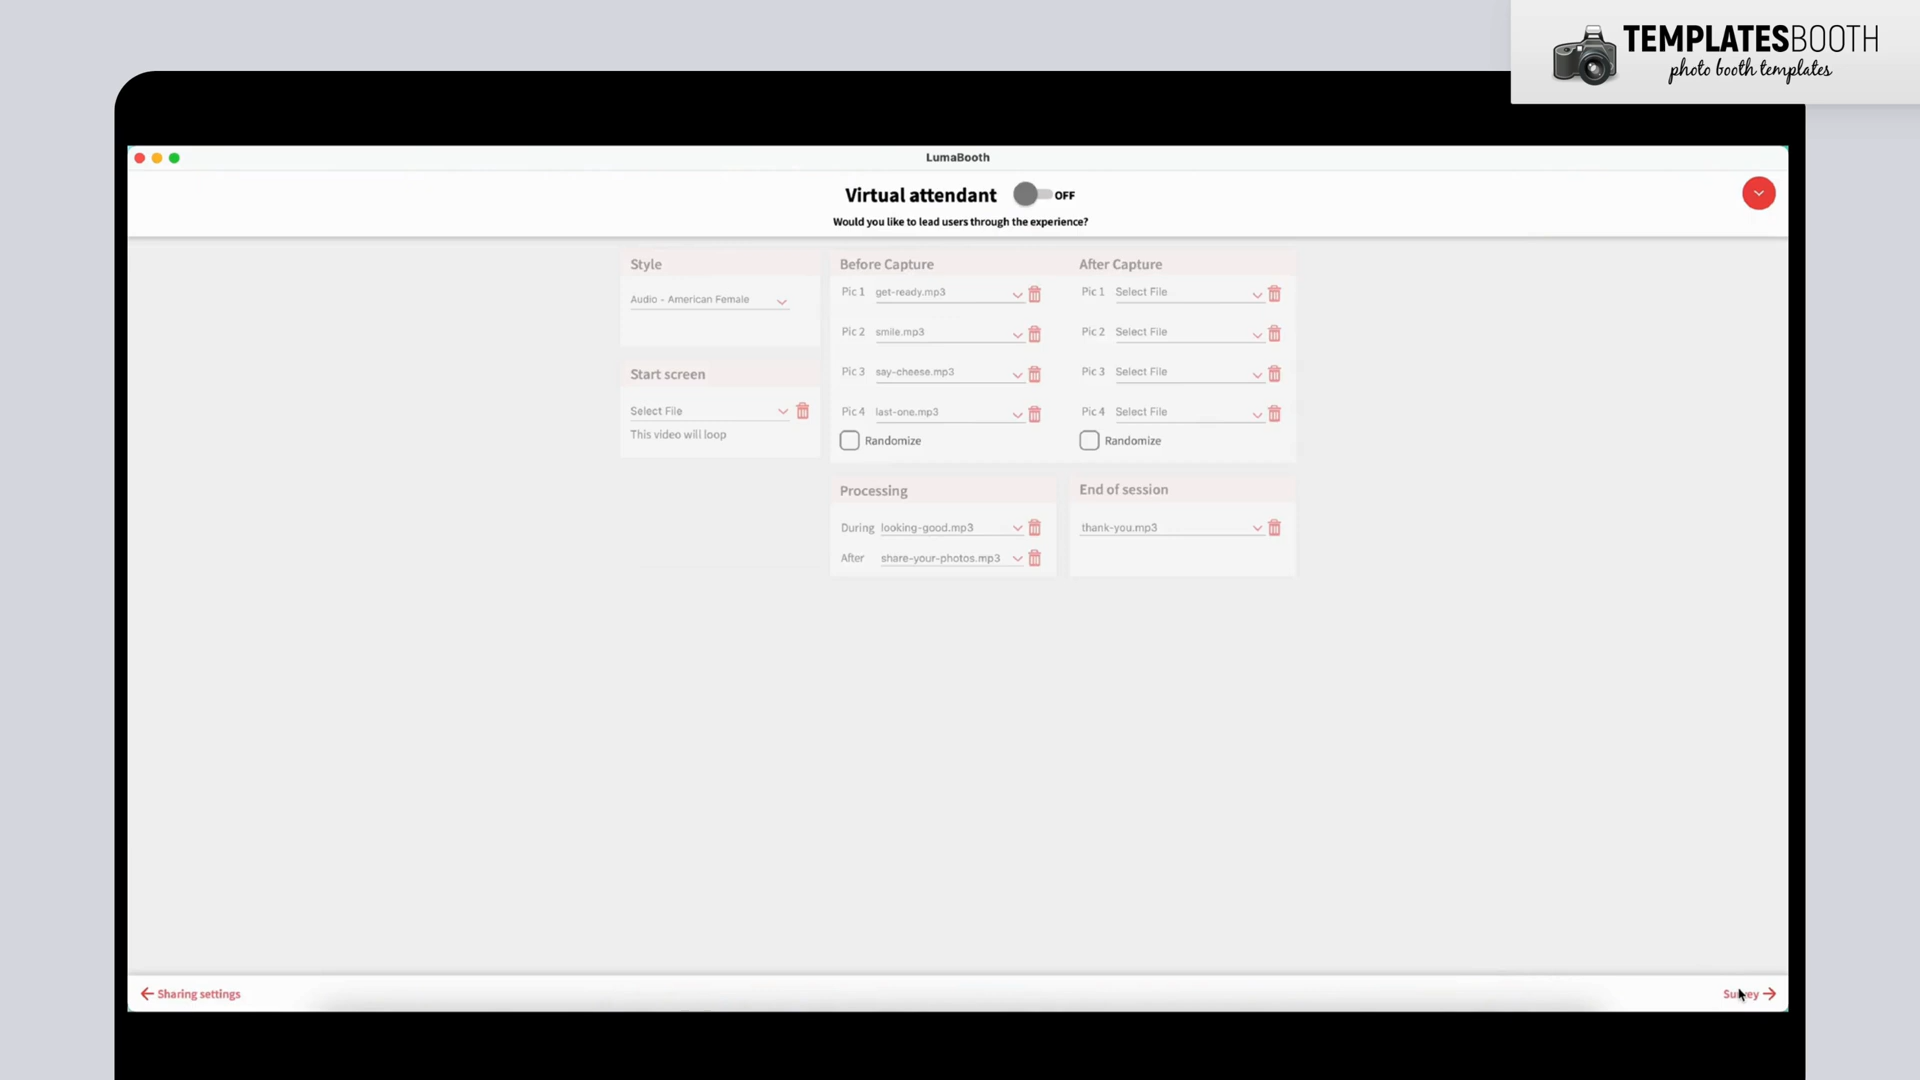 TEMPLATESBOOTH
photo booth templates
LumaBooth
Virtual attendant OFF
Would you like to lead users through the experience?
Style
Audio - American Female
Start screen
Select File
This video will loop
Before Capture
Pic 1 get-ready.mp3
Pic 2 smile.mp3
Pic 3 say-cheese.mp3
Pic 4 last-one.mp3
Randomize
After Capture
Pic 1 Select File
Pic 2 Select File
Pic 3 Select File
Pic 4 Select File
Randomize
Processing
During looking-good.mp3
After share-your-photos.mp3
End of session
thank-you.mp3
Sharing settings
Survey